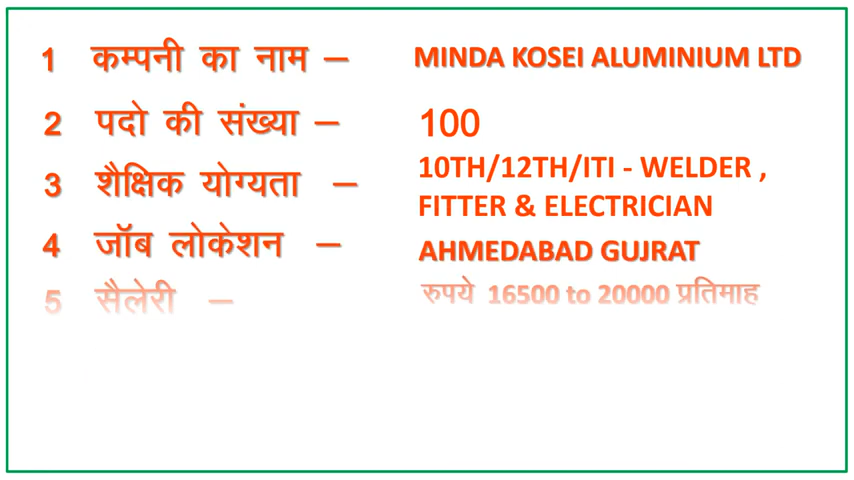 1 कम्पनी का नाम – MINDA KOSEI ALUMINIUM LTD
2 पदो की संख्या – 100
3 शैक्षिक योग्यता – 10TH/12TH/ITI - WELDER ,
FITTER & ELECTRICIAN
4 जॉब लोकेशन – AHMEDABAD GUJRAT
5 सैलेरी – रुपये 16500 to 20000 प्रतिमाह